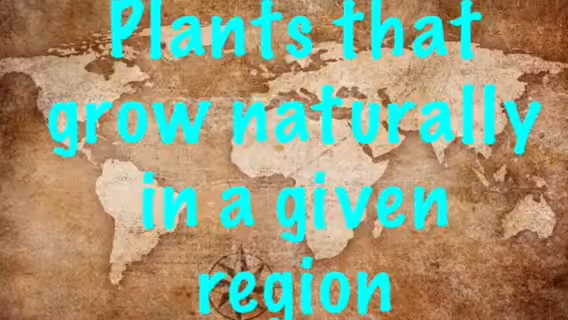 Plants that
grow naturally
in a given
region